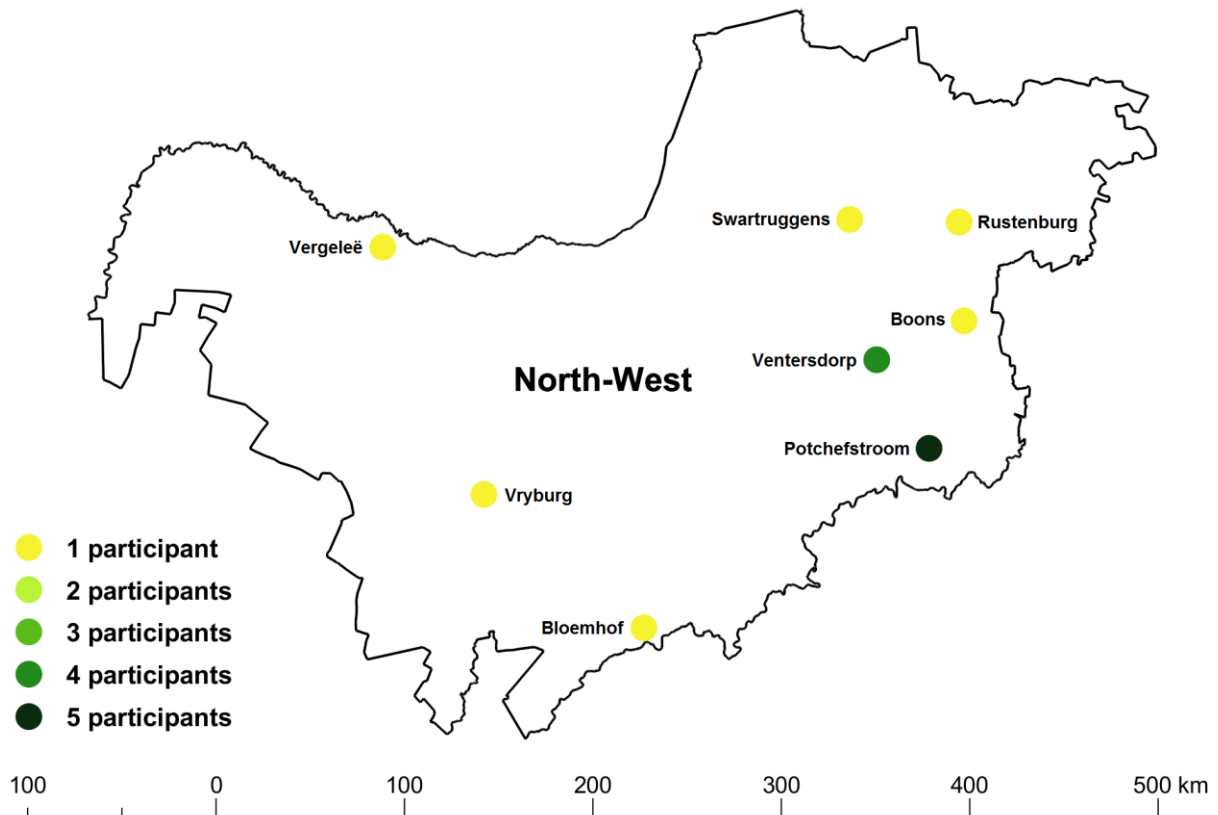 Swartruggens
Rustenburg
Vergeleë
Boons
Ventersdorp
North-West
Potchefstroom
Vryburg
Bloemhof
1 participant
2 participants
3 participants
4 participants
5 participants
100 0 100 200 300 400 500 km